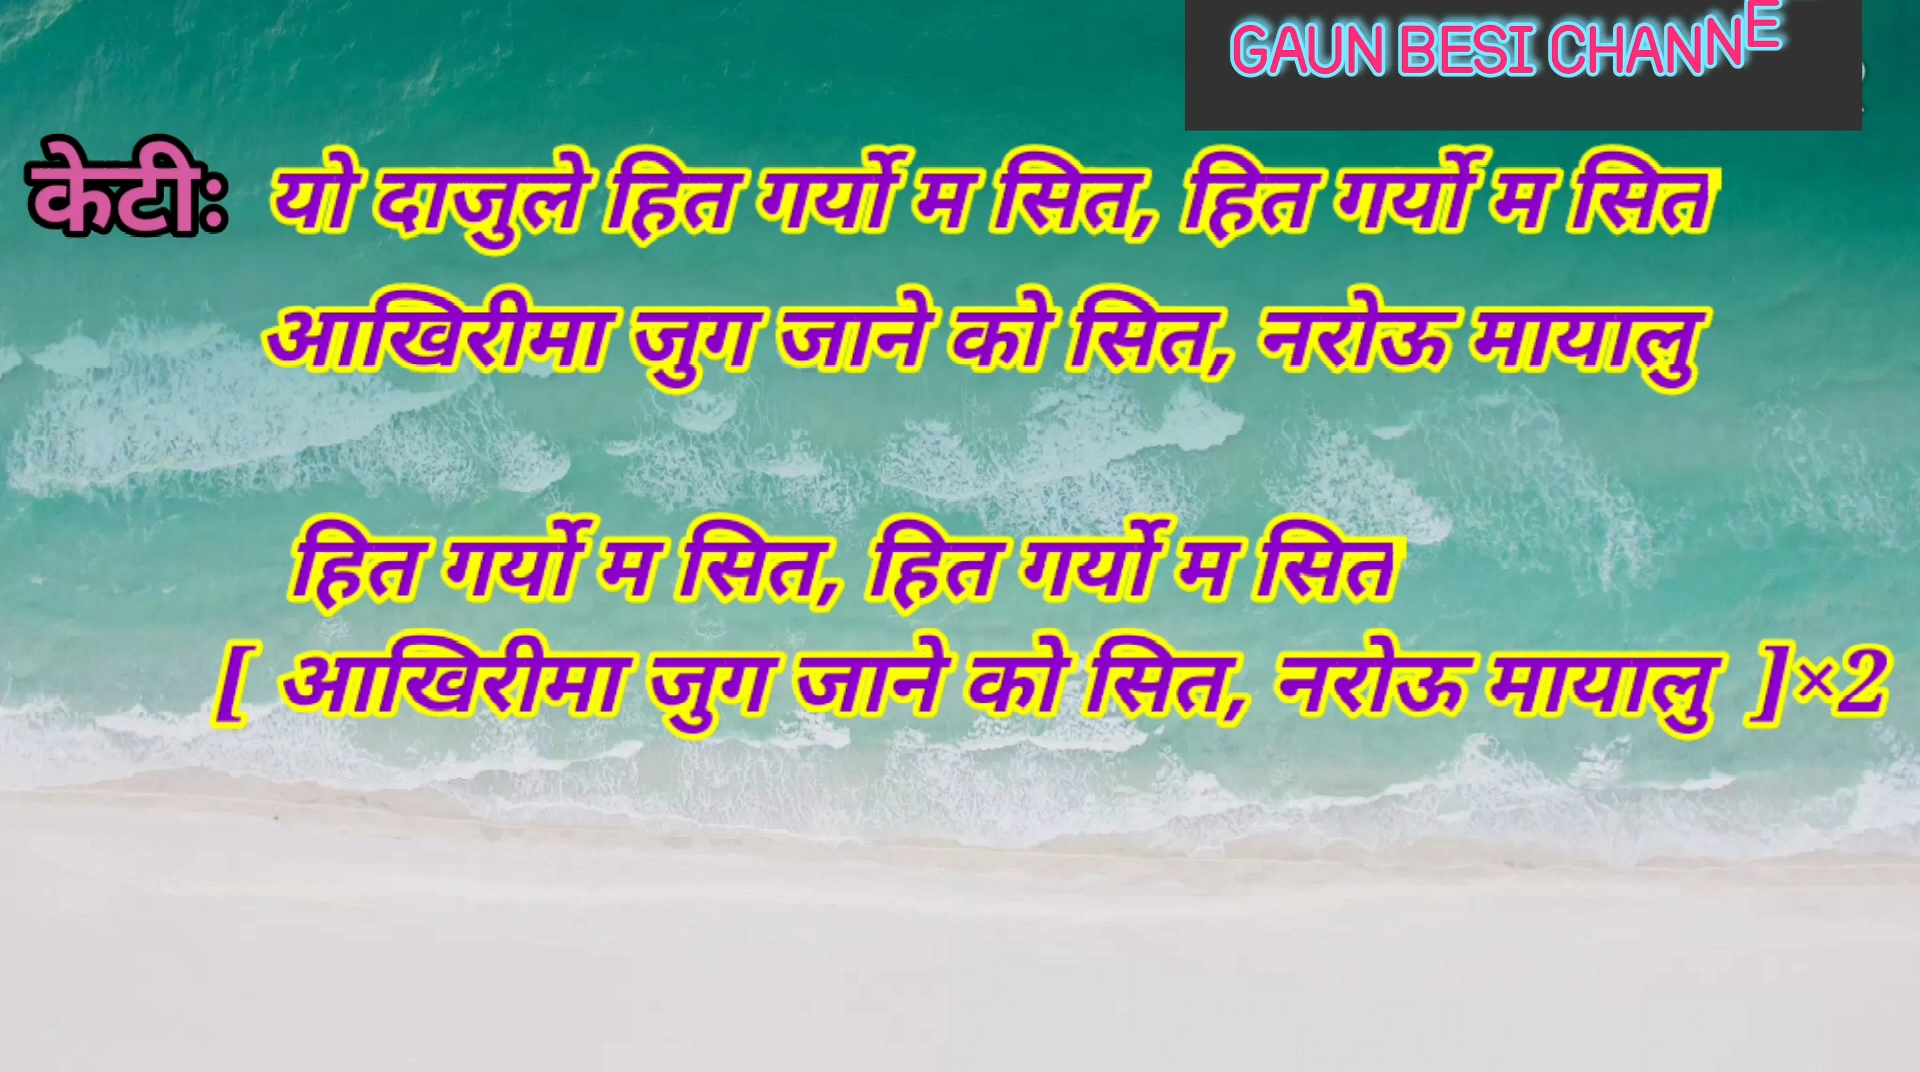 GAUN BESI CHANNE
केटीः यो दाजुले हित गर्यो म सित, हित गर्यो म सित
आखिरीमा जुग जाने को सित, नरोऊ मायालु
हित गर्यो म सित, हित गर्यो म सित
[ आखिरीमा जुग जाने को सित, नरोऊ मायालु ]×2